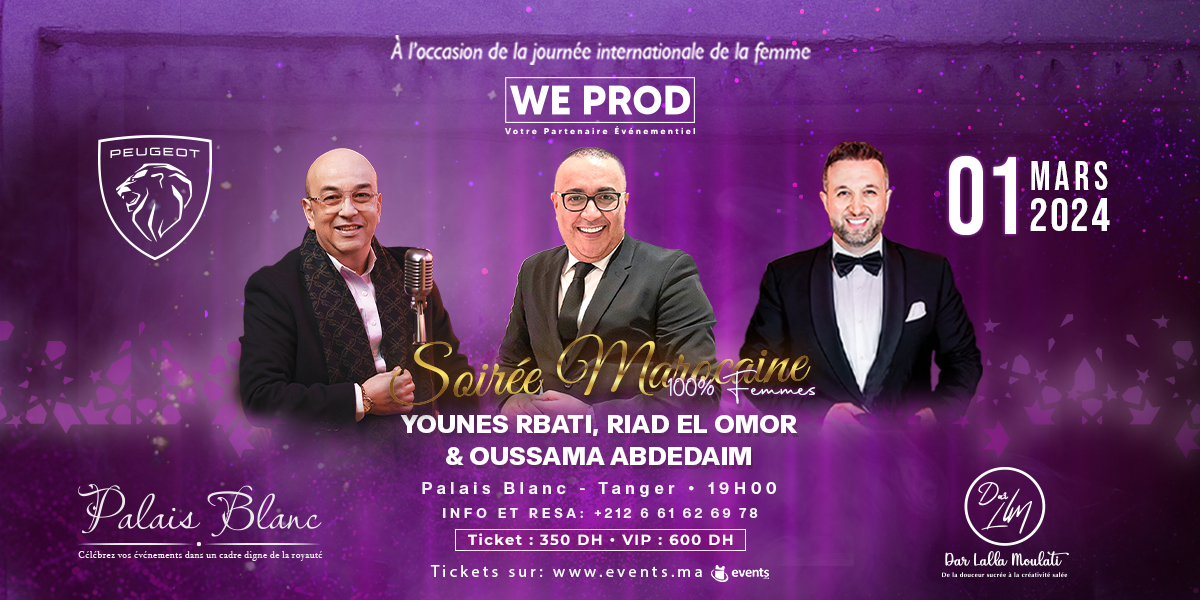 À l'occasion de la journée internationale de la femme
WE PROD
Votre Partenaire Événementiel
PEUGEOT
01
MARS
2024
Soirée Marocaine
100% Femmes
YOUNES RBATI, RIAD EL OMOR
& OUSSAMA ABDEDAIM
Palais Blanc - Tanger • 19H00
INFO ET RESA: +212 6 61 62 69 78
Ticket : 350 DH • VIP : 600 DH
Tickets sur: www.events.ma events
Palais Blanc
Célébrez vos événements dans un cadre digne de la royauté
Dar LM
Dar Lalla Moulati
De la douceur sucrée à la créativité salée